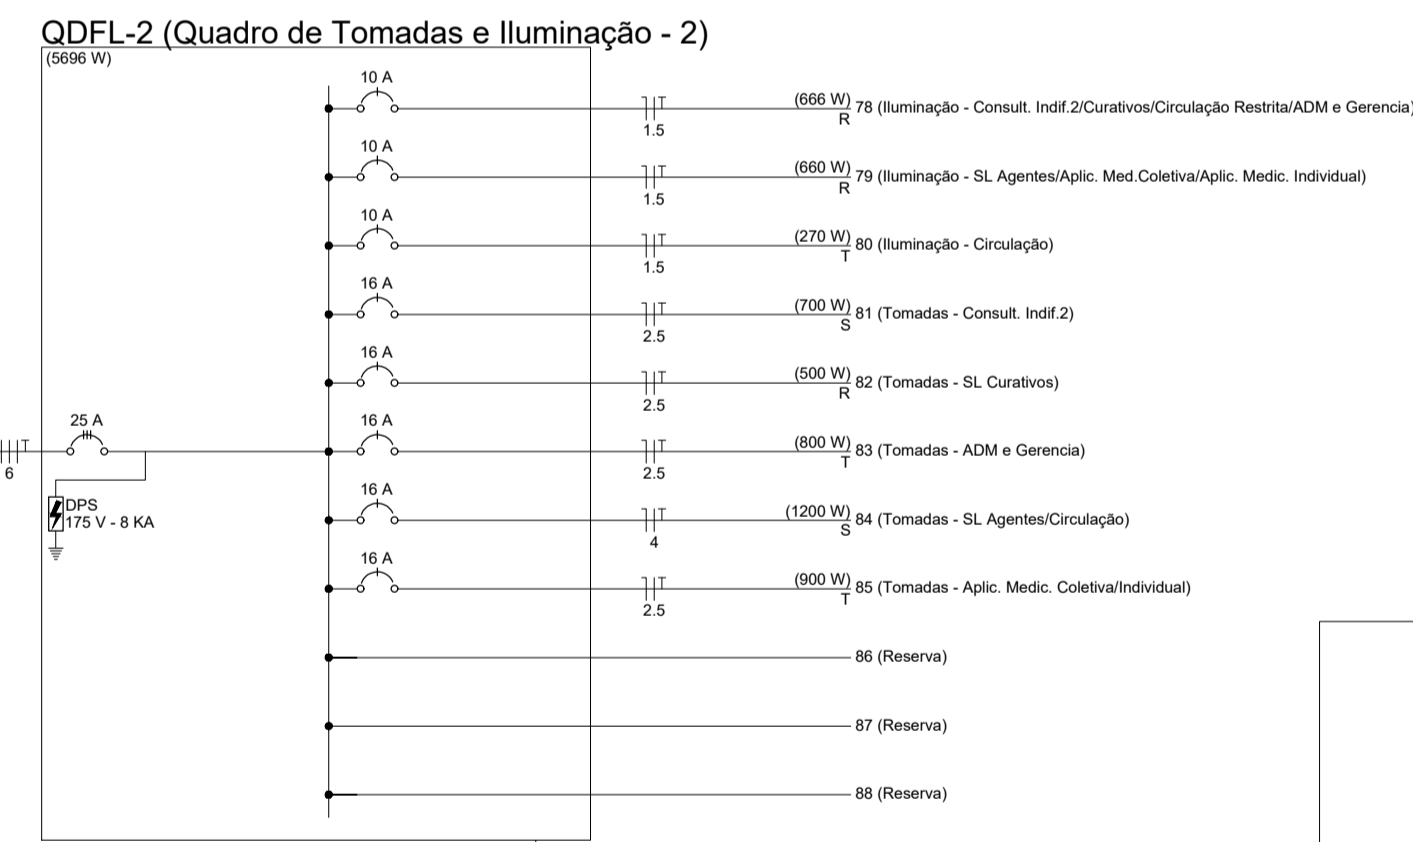 QDFL-2 (Quadro de Tomadas e Iluminação - 2)
(5696 W)
10 A
1.5
(666 W)
R
78 (Iluminação - Consult. Indif.2/Curativos/Circulação Restrita/ADM e Gerencia)
10 A
1.5
(660 W)
R
79 (Iluminação - SL Agentes/Aplic. Med.Coletiva/Aplic. Medic. Individual)
10 A
1.5
(270 W)
T
80 (Iluminação - Circulação)
16 A
2.5
(700 W)
S
81 (Tomadas - Consult. Indif.2)
16 A
2.5
(500 W)
R
82 (Tomadas - SL Curativos)
25 A
6
DPS
175 V - 8 KA
16 A
2.5
(800 W)
T
83 (Tomadas - ADM e Gerencia)
16 A
4
(1200 W)
S
84 (Tomadas - SL Agentes/Circulação)
16 A
2.5
(900 W)
T
85 (Tomadas - Aplic. Medic. Coletiva/Individual)
86 (Reserva)
87 (Reserva)
88 (Reserva)